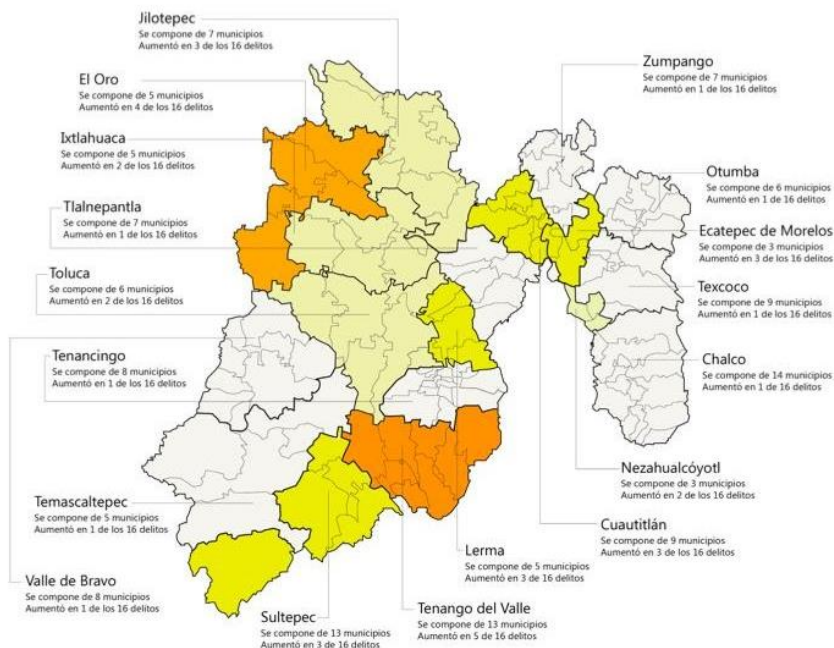 Jilotepec
Se compone de 7 municipios
Aumentó en 3 de los 16 delitos
El Oro
Se compone de 5 municipios
Aumentó en 4 de los 16 delitos
Ixtlahuaca
Se compone de 5 municipios
Aumentó en 2 de los 16 delitos
Tlalnepantla
Se compone de 7 municipios
Aumentó en 1 de los 16 delitos
Toluca
Se compone de 6 municipios
Aumentó en 2 de los 16 delitos
Tenancingo
Se compone de 8 municipios
Aumentó en 1 de los 16 delitos
Temascaltepec
Se compone de 5 municipios
Aumentó en 1 de los 16 delitos
Valle de Bravo
Se compone de 8 municipios
Aumentó en 1 de los 16 delitos
Sultepec
Se compone de 13 municipios
Aumentó en 3 de 16 delitos
Tenango del Valle
Se compone de 13 municipios
Aumentó en 5 de 16 delitos
Lerma
Se compone de 5 municipios
Aumentó en 3 de 16 delitos
Cuautitlán
Se compone de 9 municipios
Aumentó en 3 de los 16 delitos
Nezahualcóyotl
Se compone de 3 municipios
Aumentó en 2 de los 16 delitos
Chalco
Se compone de 14 municipios
Aumentó en 1 de 16 delitos
Texcoco
Se compone de 9 municipios
Aumentó en 1 de los 16 delitos
Ecatepec de Morelos
Se compone de 3 municipios
Aumentó en 3 de los 16 delitos
Otumba
Se compone de 6 municipios
Aumentó en 1 de 16 delitos
Zumpango
Se compone de 7 municipios
Aumentó en 1 de los 16 delitos